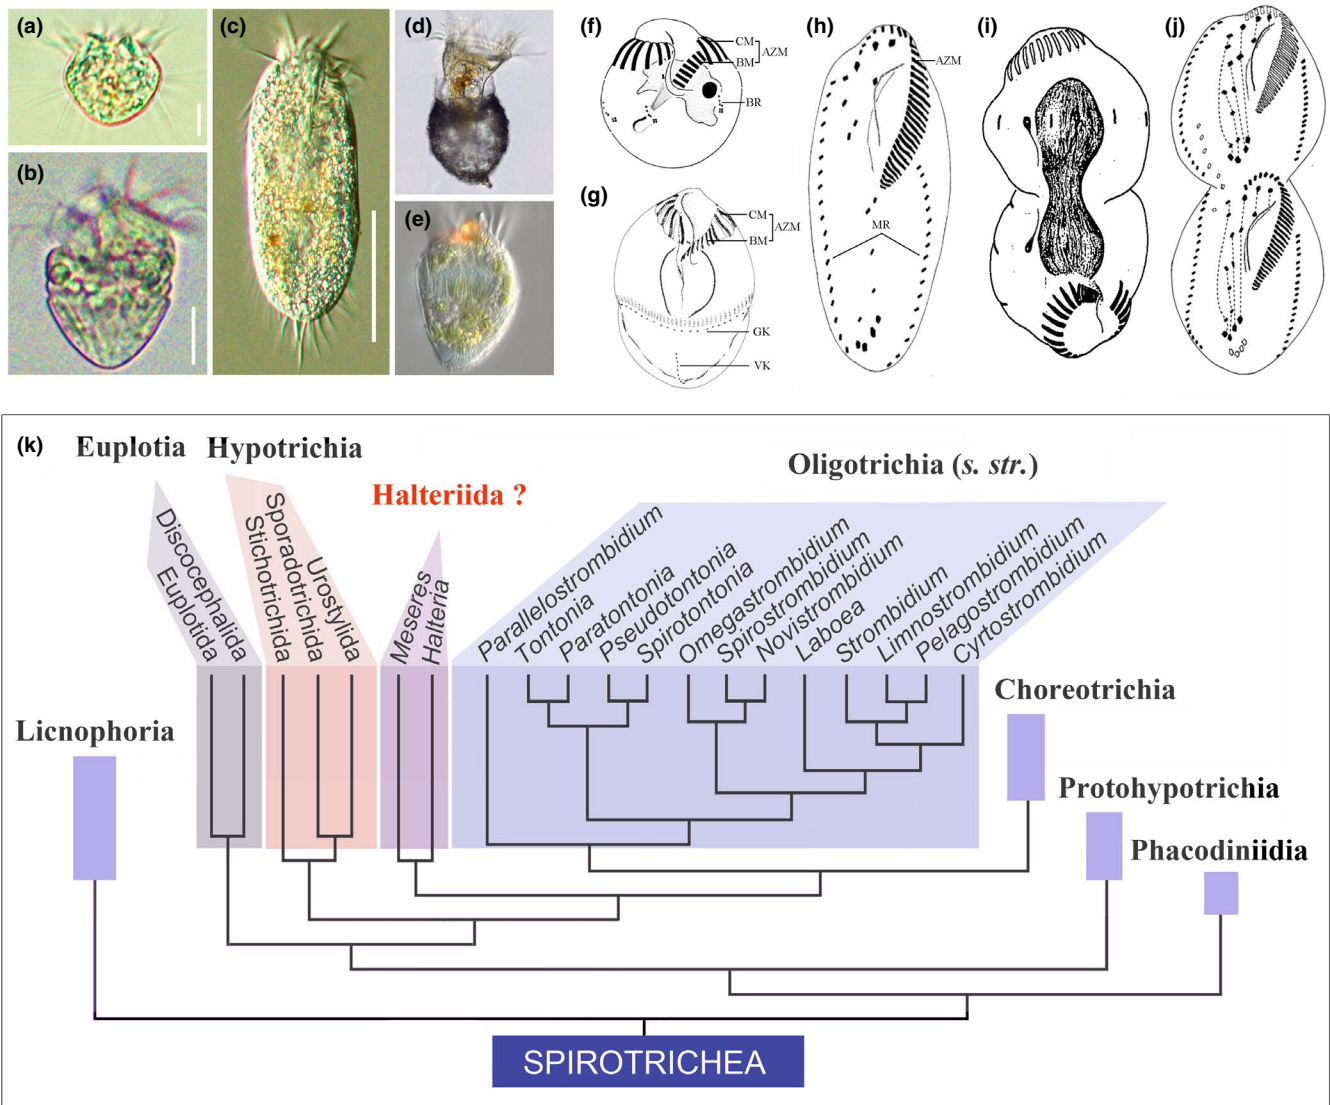 (a)
(b)
(c)
(d)
(e)
(f)
CM
AZM
BM
BR
(g)
CM
AZM
BM
GK
VK
(h)
AZM
MR
(i)
(j)
(k)
Euplotia
Hypotrichia
Halteriida ?
Oligotrichia (s. str.)
Euplotida
Discocephalida
Stichotrichida
Sporadotrichida
Urostylida
Meseres
Halteria
Parallelostrombidium
Tontonia
Paratontonia
Pseudotontonia
Spirotontonia
Omegastrombidium
Spirostrombidium
Novistrombidium
Laboea
Strombidium
Limnostrombidium
Pelagostrombidium
Cyrtostrombidium
Licnophoria
Choreotrichia
Protohypotrichia
Phacodiniidia
SPIROTRICHEA